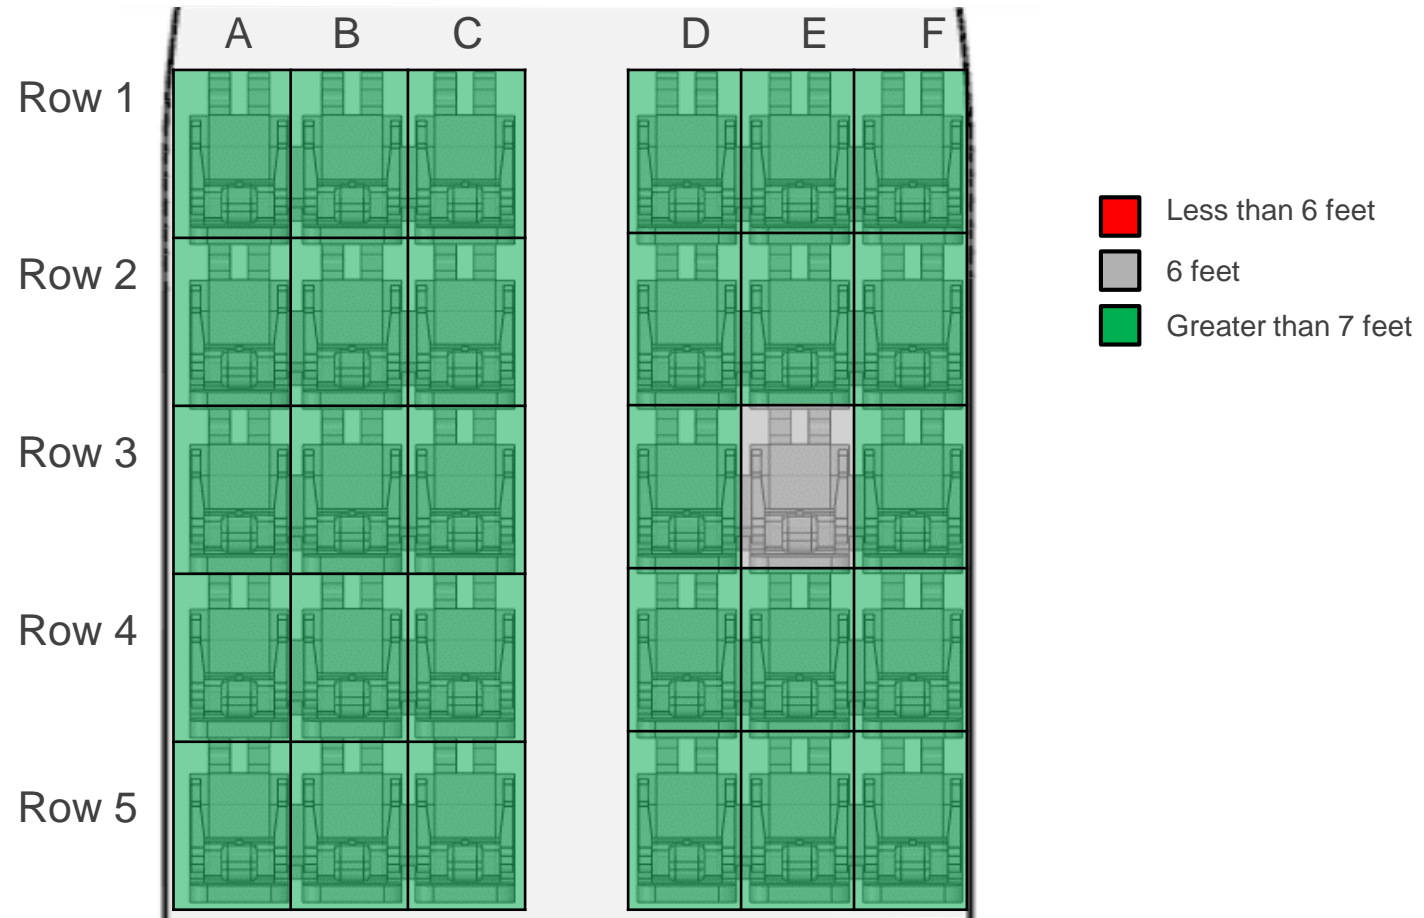 A B C D E F
Row 1
Row 2
Row 3
Row 4
Row 5
Less than 6 feet
6 feet
Greater than 7 feet